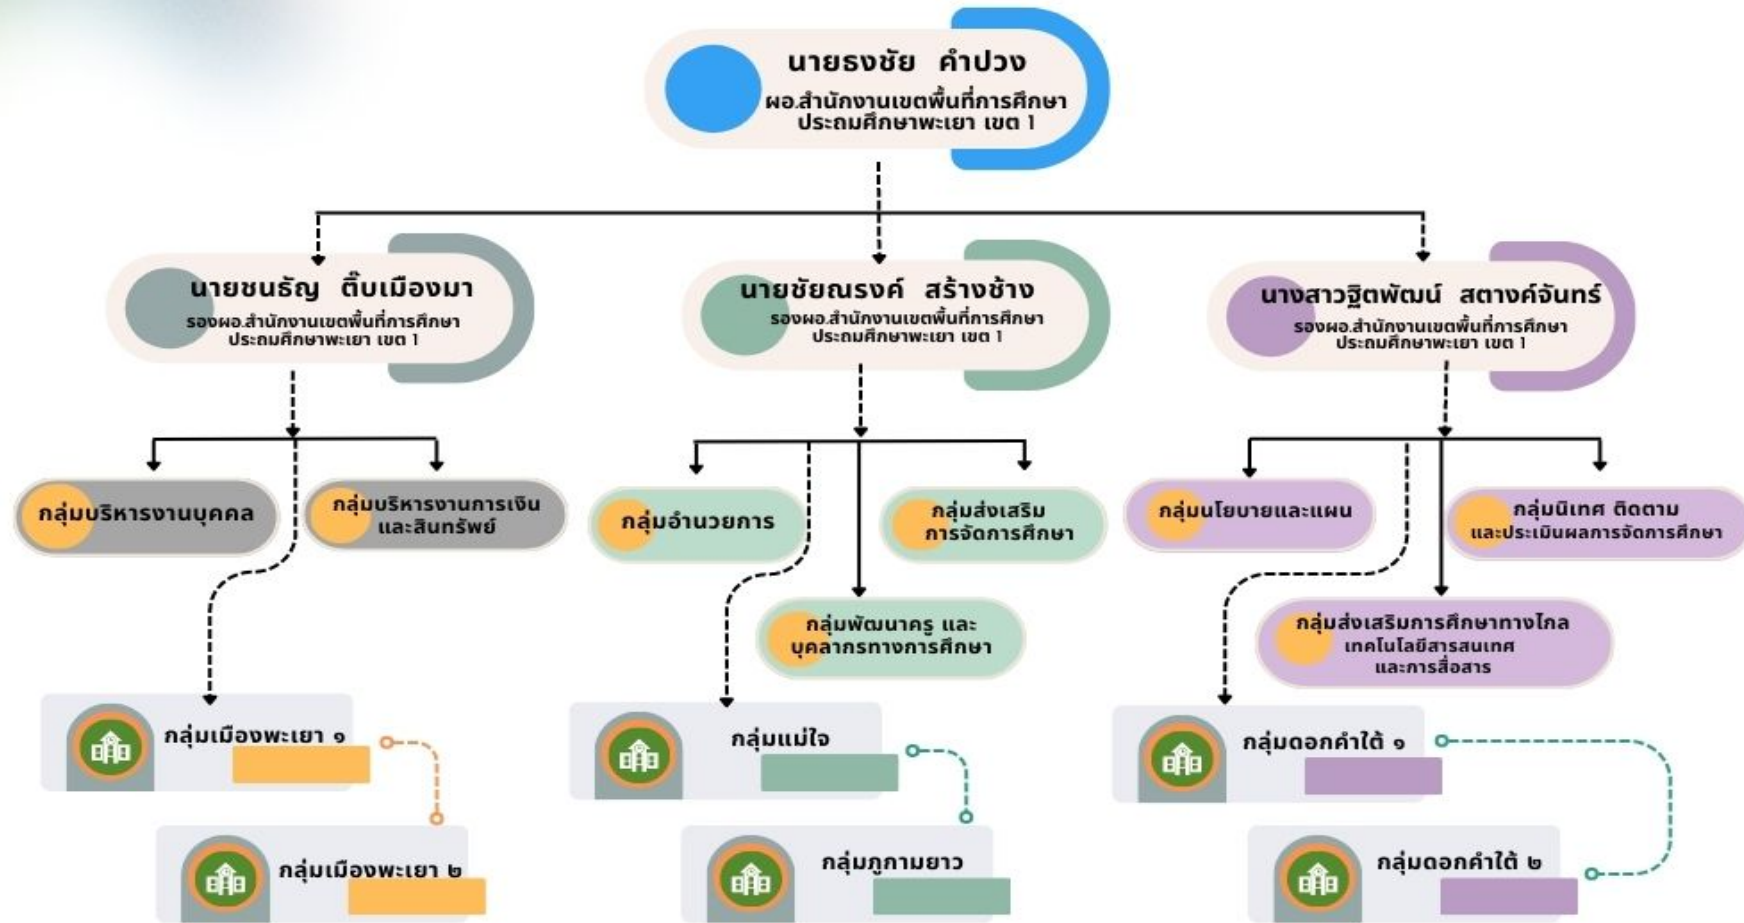 นายธงชัย คำปวง
ผอ.สำนักงานเขตพื้นที่การศึกษา
ประถมศึกษาพะเยา เขต 1
นายชนธัญ ติ๊บเมืองมา
รองผอ.สำนักงานเขตพื้นที่การศึกษา
ประถมศึกษาพะเยา เขต 1
นายชัยณรงค์ สร้างช้าง
รองผอ.สำนักงานเขตพื้นที่การศึกษา
ประถมศึกษาพะเยา เขต 1
นางสาวฐิตพัฒน์ สตางค์จันทร์
รองผอ.สำนักงานเขตพื้นที่การศึกษา
ประถมศึกษาพะเยา เขต 1
กลุ่มบริหารงานบุคคล
กลุ่มบริหารงานการเงิน
และสินทรัพย์
กลุ่มอำนวยการ
กลุ่มส่งเสริม
การจัดการศึกษา
กลุ่มพัฒนาครู และ
บุคลากรทางการศึกษา
กลุ่มนโยบายและแผน
กลุ่มนิเทศ ติดตาม
และประเมินผลการจัดการศึกษา
กลุ่มส่งเสริมการศึกษาทางไกล
เทคโนโลยีสารสนเทศ
และการสื่อสาร
กลุ่มเมืองพะเยา ๑
กลุ่มแม่ใจ
กลุ่มดอกคำใต้ ๑
กลุ่มเมืองพะเยา ๒
กลุ่มภูกามยาว
กลุ่มดอกคำใต้ ๒